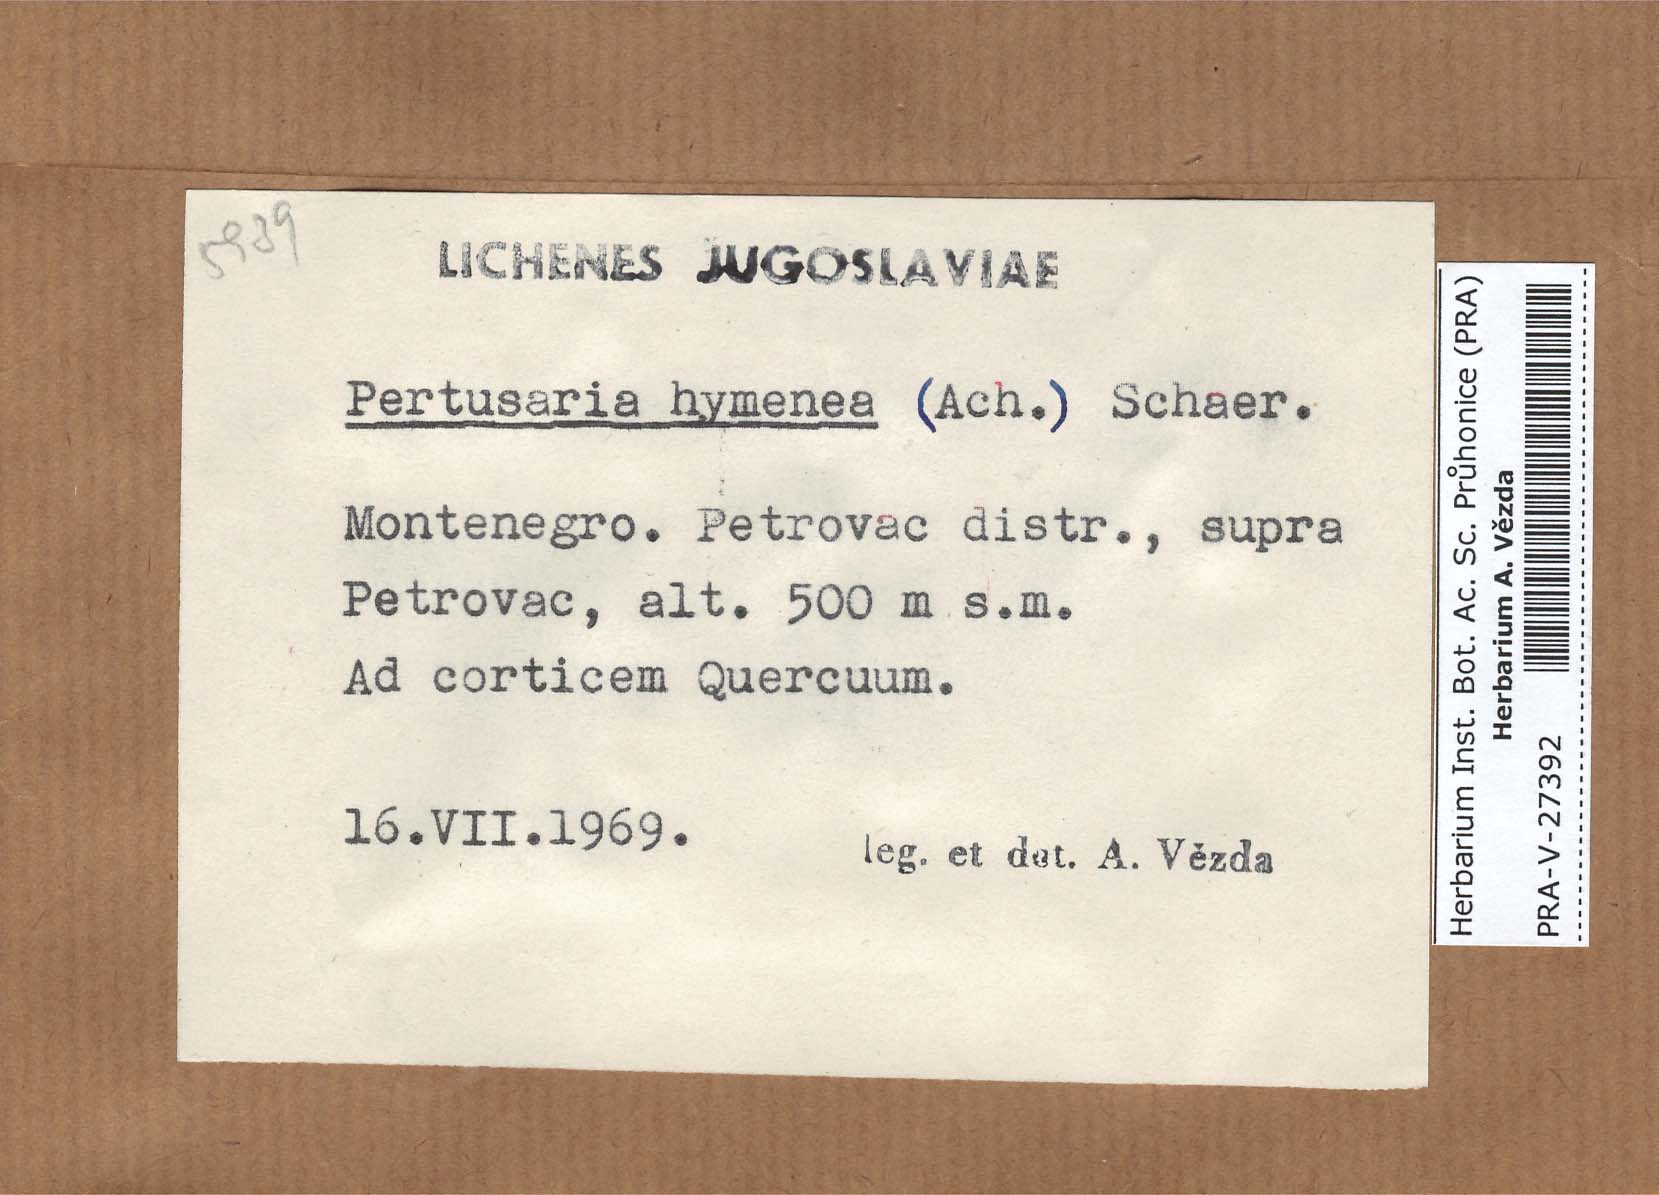 5939
LICHENES JUGOSLAVIAE
Pertusaria hymenea (Ach.) Schaer.
Montenegro. Petrovac distr., supra
Petrovac, alt. 500 m s.m.
Ad corticem Quercuum.
16.VII.1969.
leg. et det. A. Vězda
Herbarium Inst. Bot. Ac. Sc. Průhonice (PRA)
Herbarium A. Vězda
PRA-V-27392